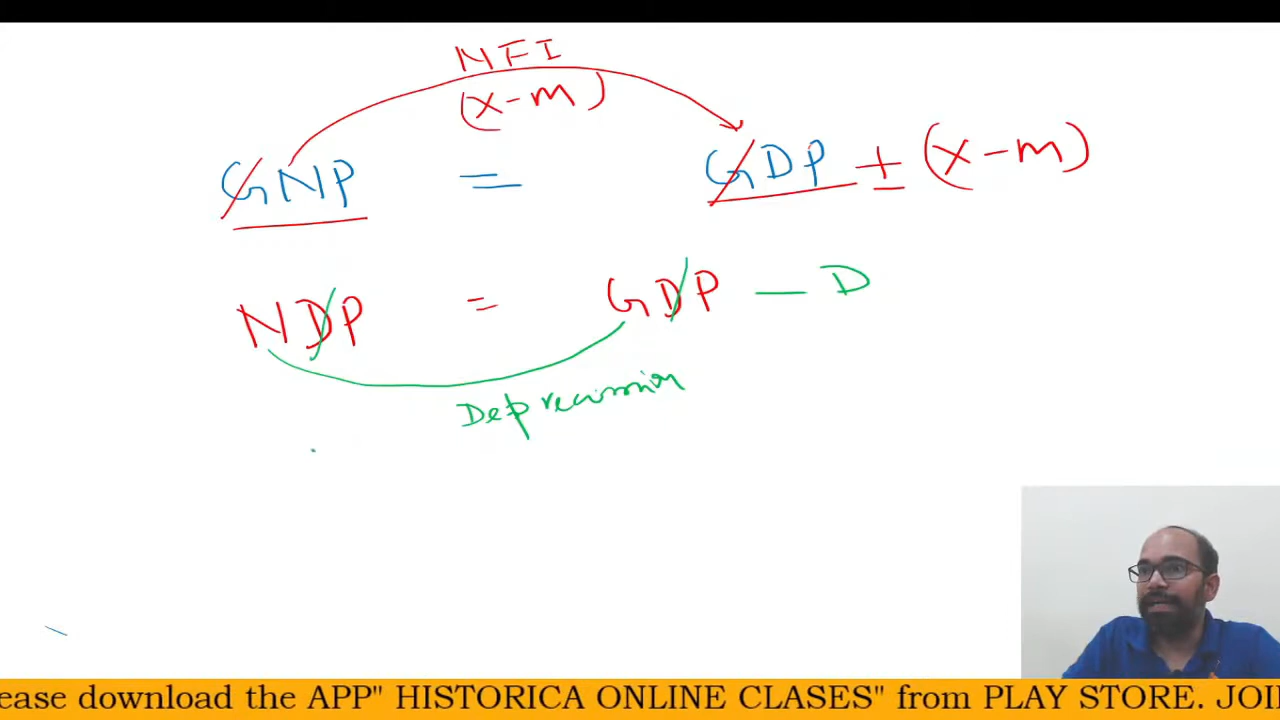 NFI
(x-m)
GNP = GDP ± (x-m)
NDP = GDP - D
Depreciation
ease download the APP" HISTORICA ONLINE CLASES" from PLAY STORE. JOI